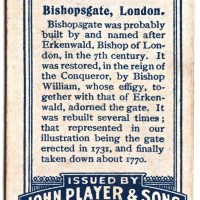 Bishopsgate, London.
Bishopsgate was probably
built by and named after
Erkenwald, Bishop of Lon-
don, in the 7th century. It
was restored, in the reign
of the Conqueror, by Bishop
William, whose effigy, to-
gether with that of Erken-
wald, adorned the gate. It
was rebuilt several times;
that represented in our
illustration being the gate
erected in 1731, and finally
taken down about 1770.
ISSUED BY
JOHN PLAYER & SONS